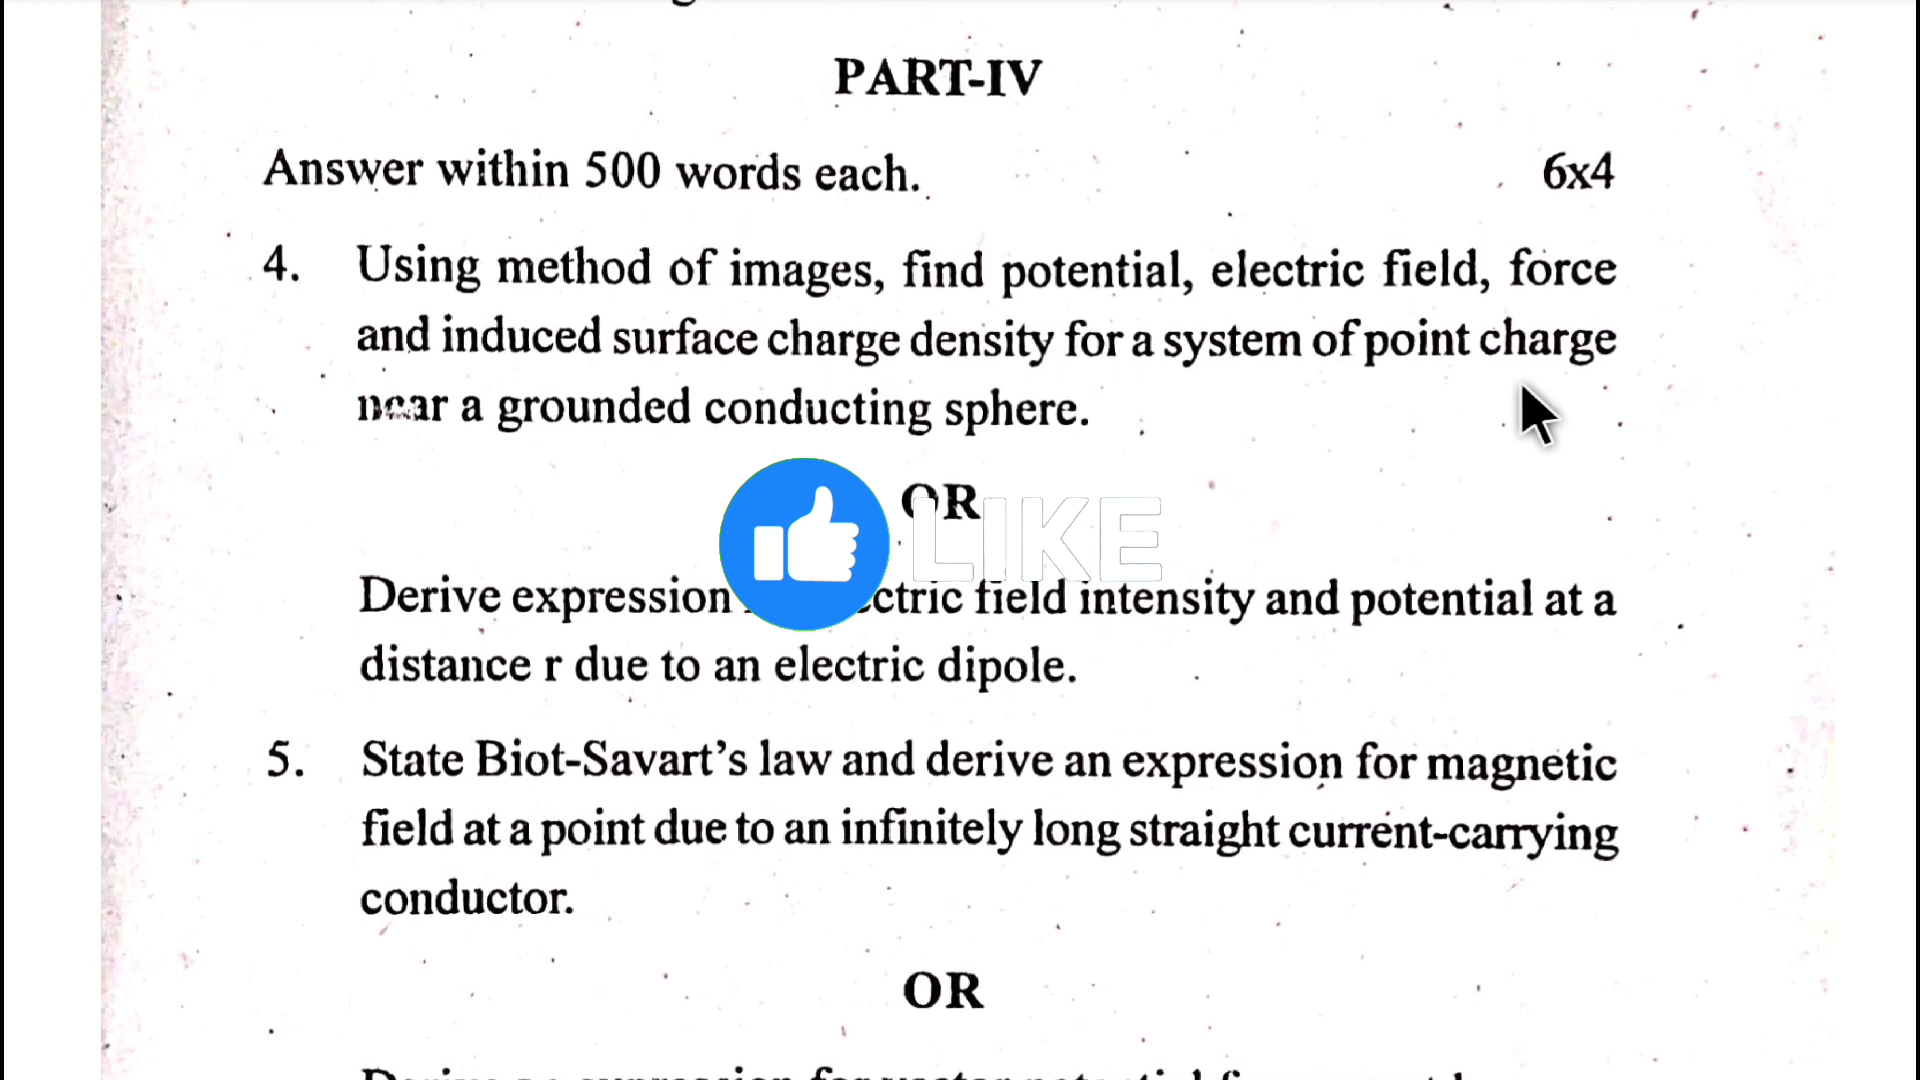 PART-IV
Answer within 500 words each. 6x4
4. Using method of images, find potential, electric field, force
and induced surface charge density for a system of point charge
near a grounded conducting sphere.
OR
LIKE
Derive expression field intensity and potential at a
distance r due to an electric dipole.
5. State Biot-Savart’s law and derive an expression for magnetic
field at a point due to an infinitely long straight current-carrying
conductor.
OR